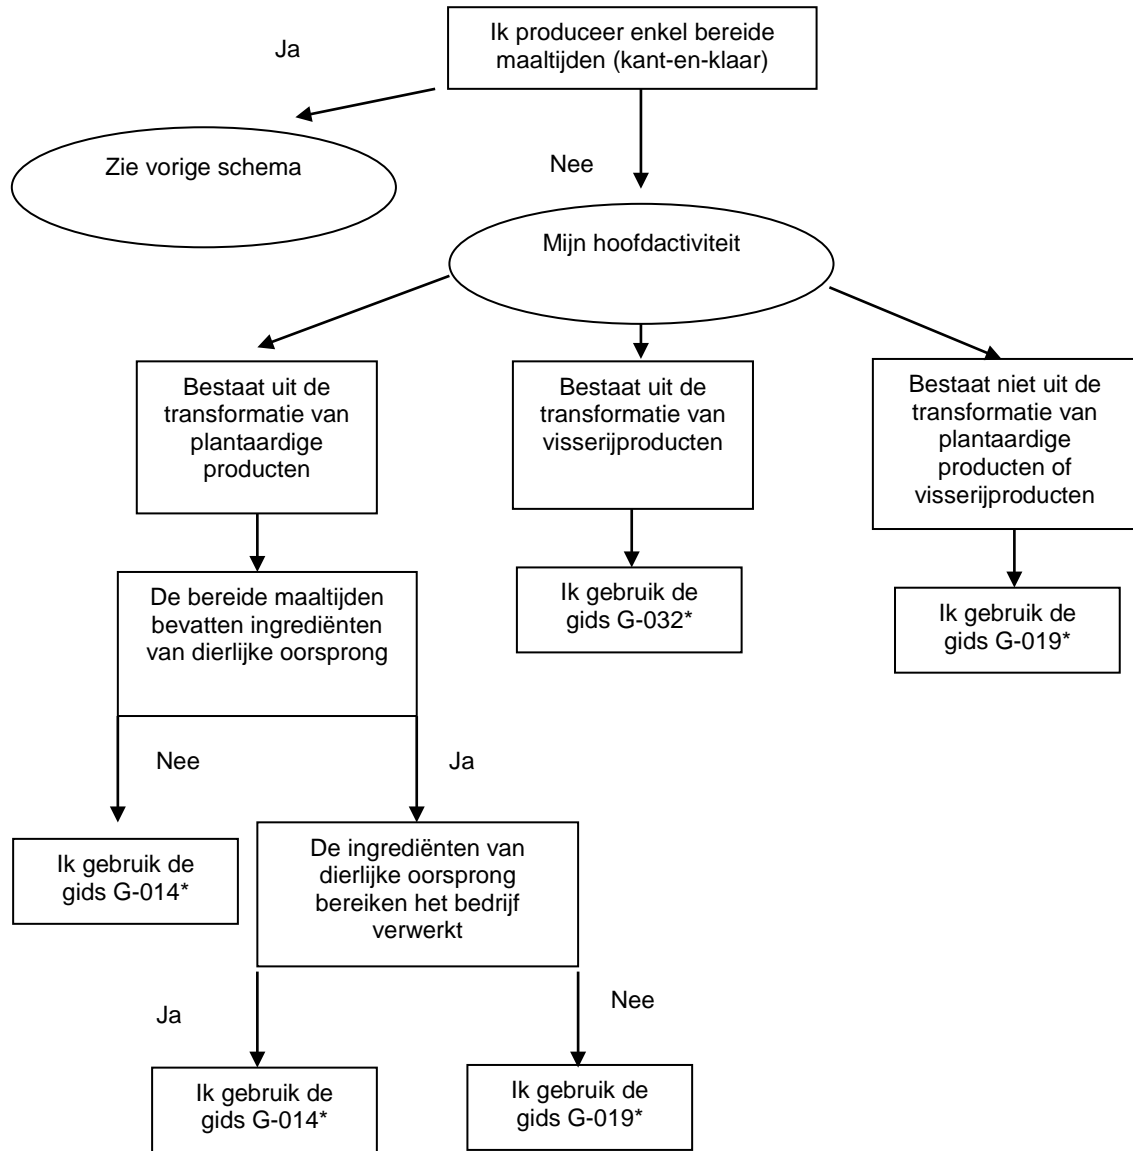 Ik produceer enkel bereide
maaltijden (kant-en-klaar)
Ja
Zie vorige schema
Nee
Mijn hoofdactiviteit
Bestaat uit de
transformatie van
plantaardige
producten
Bestaat uit de
transformatie van
visserijproducten
Bestaat niet uit de
transformatie van
plantaardige
producten of
visserijproducten
De bereide maaltijden
bevatten ingrediënten
van dierlijke oorsprong
Ik gebruik de
gids G-032*
Ik gebruik de
gids G-019*
Nee
Ja
Ik gebruik de
gids G-014*
De ingrediënten van
dierlijke oorsprong
bereiken het bedrijf
verwerkt
Ja
Nee
Ik gebruik de
gids G-014*
Ik gebruik de
gids G-019*